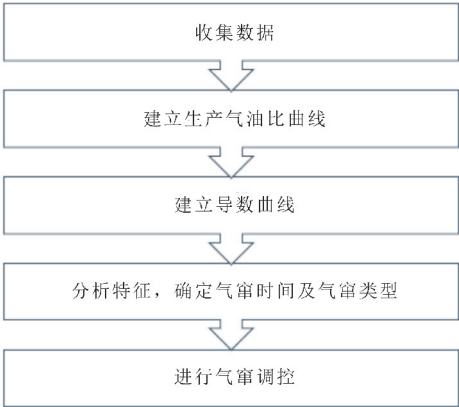 收集数据
建立生产气油比曲线
建立导数曲线
分析特征，确定气窜时间及气窜类型
进行气窜调控